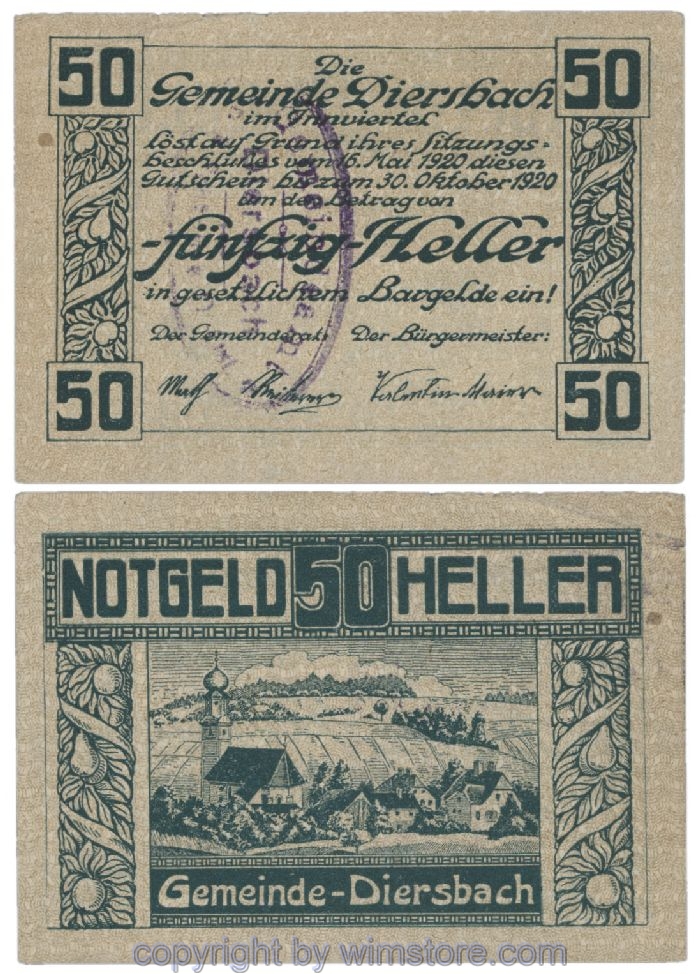 50 50
Die
Gemeinde Diersbach
im Innviertel
löst auf Grund ihres Sitzungs-
beschlußes vom 16. Mai 1920 diesen
Gutschein bis zum 30. Oktober 1920
um den Betrag von
-fünfzig-Heller
in gesetzlichem Bargelde ein!
Der Gemeinderat: Der Bürgermeister:
Math Valentin Maier
50 50
NOTGELD 50 HELLER
Gemeinde-Diersbach
copyright by wimstore.com